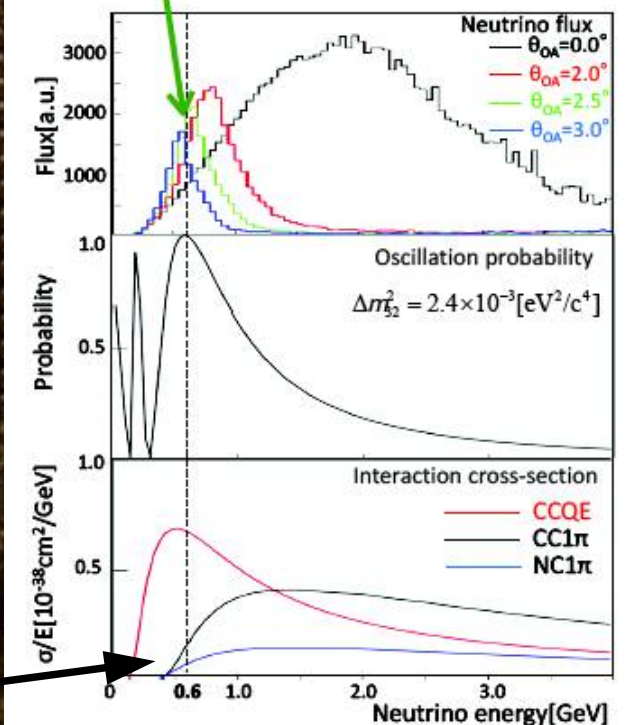 Neutrino flux
θOA=0.0°
θOA=2.0°
θOA=2.5°
θOA=3.0°
Flux[a.u.]
3000
2000
1000
Oscillation probability
Δm²₃₂ = 2.4×10⁻³[eV²/c⁴]
Probability
1.0
0.5
Interaction cross-section
CCQE
CC1π
NC1π
σ/E[10⁻³⁸cm²/GeV]
1.0
0.5
0 0.6 1.0 2.0 3.0
Neutrino energy[GeV]